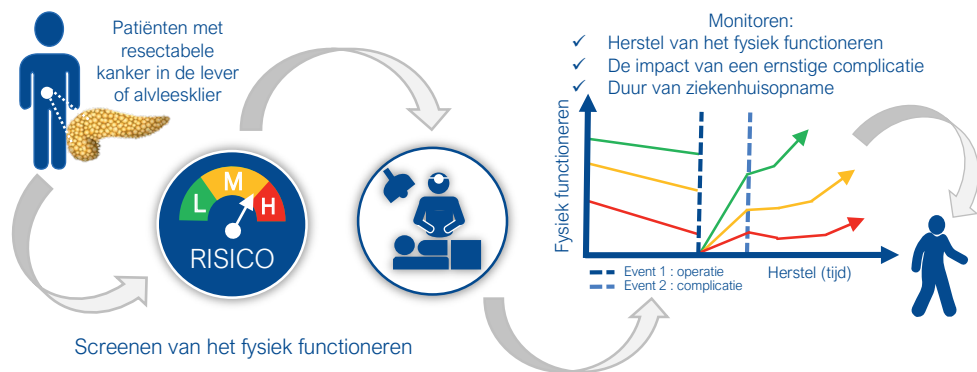 Patiënten met
resectabele
kanker in de lever
of alvleesklier
L M H
RISICO
Screenen van het fysiek functioneren
Monitoren:
✓ Herstel van het fysiek functioneren
✓ De impact van een ernstige complicatie
✓ Duur van ziekenhuisopname
Fysiek functioneren
Event 1 : operatie
Event 2 : complicatie
Herstel (tijd)